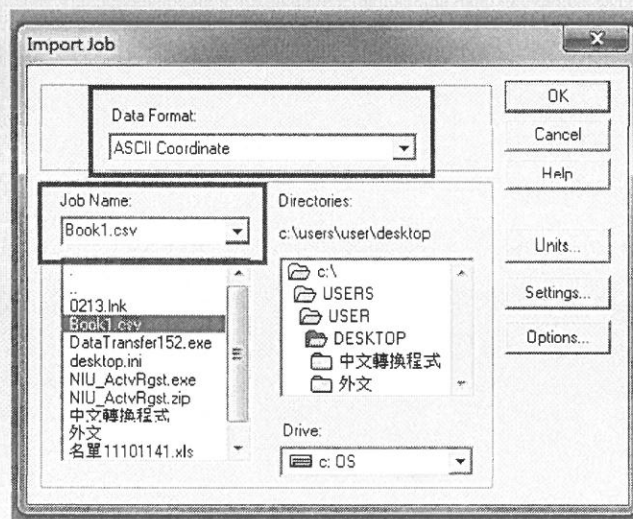 Import Job
Data Format:
ASCII Coordinate
OK
Cancel
Help
Job Name:
Book1.csv
Directories:
c:\users\user\desktop
Units...
Settings...
Options...
.
..
0213.lnk
Book1.csv
DataTransfer152.exe
desktop.ini
NIU_ActvRgst.exe
NIU_ActvRgst.zip
中文轉換程式
外文
名單11101141.xls
c:\
USERS
USER
DESKTOP
中文轉換程式
外文
Drive:
c: OS